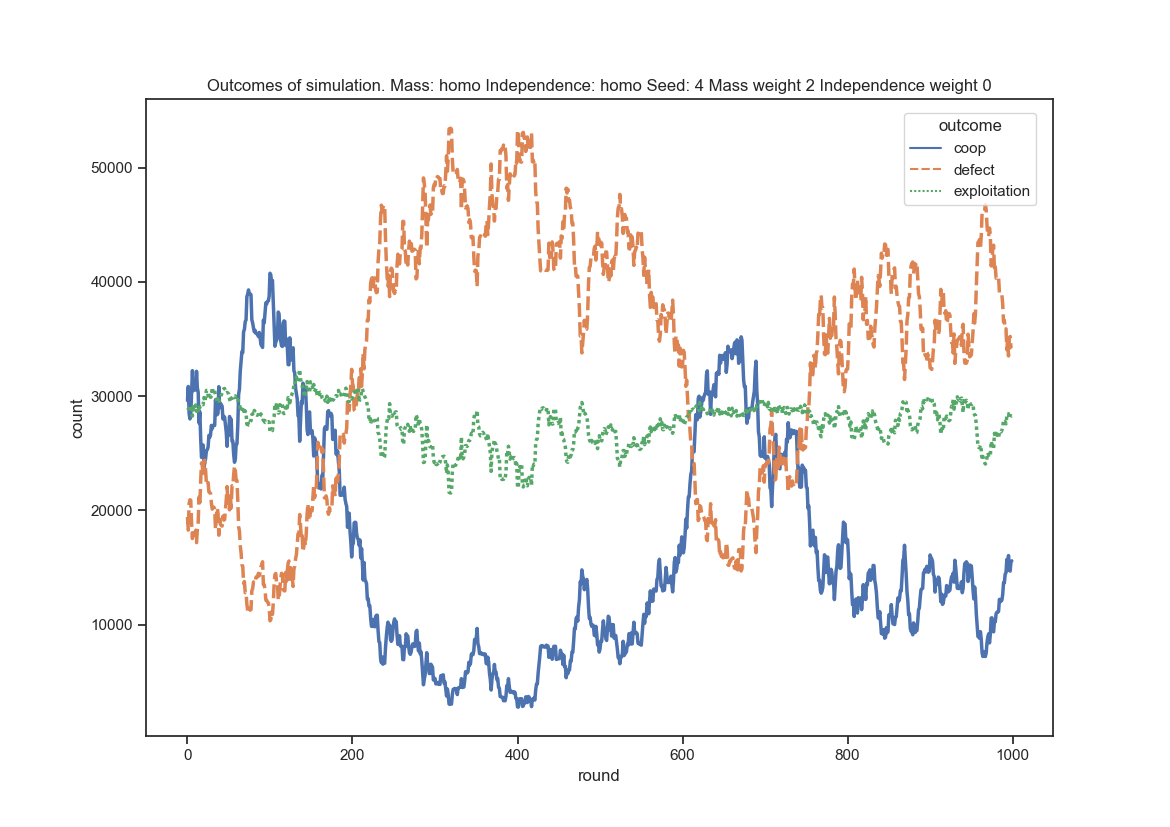 Outcomes of simulation. Mass: homo Independence: homo Seed: 4 Mass weight 2 Independence weight 0
outcome
coop
defect
exploitation
50000
40000
30000
20000
10000
count
0 200 400 600 800 1000
round